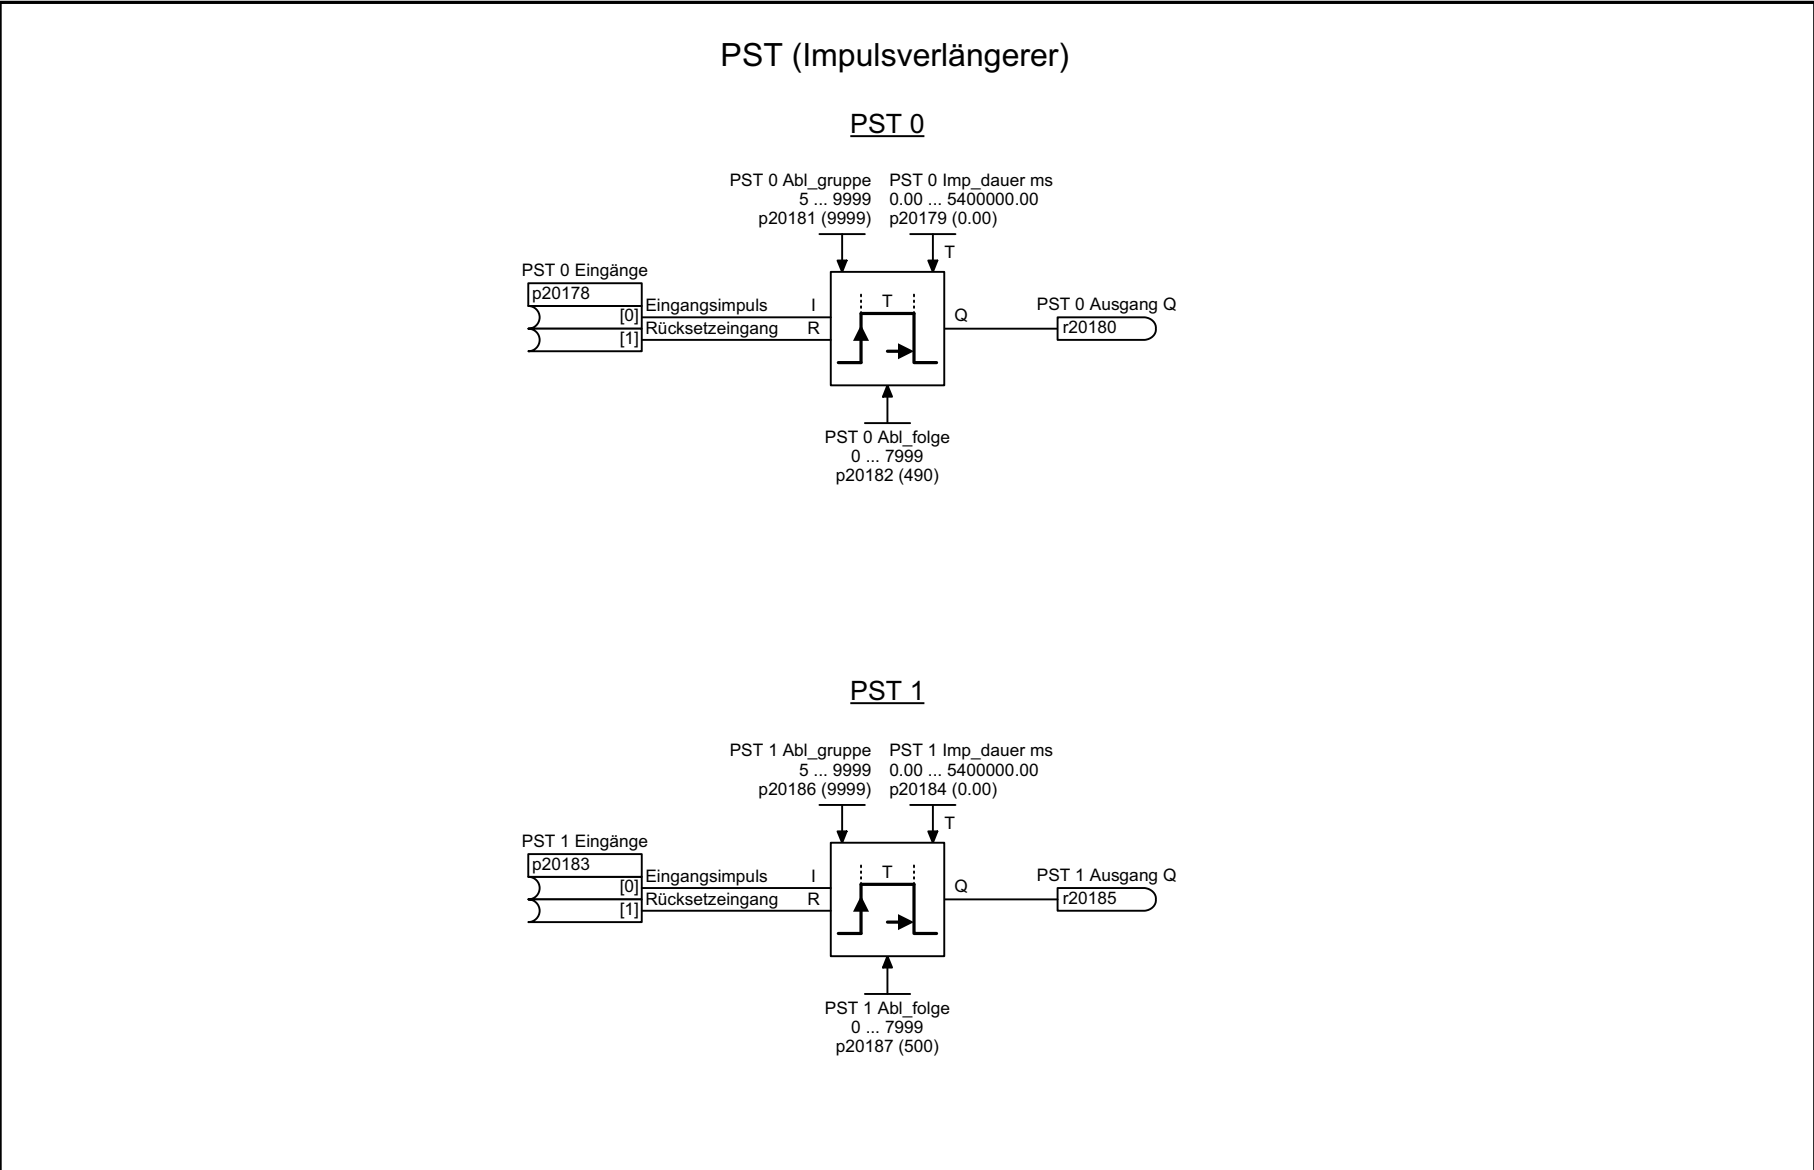 PST (Impulsverlängerer)
PST 0
PST 0 Abl_gruppe
5 ... 9999
p20181 (9999)
PST 0 Imp_dauer ms
0.00 ... 5400000.00
p20179 (0.00)
T
PST 0 Eingänge
p20178
[0]
[1]
Eingangsimpuls I
Rücksetzeingang R
T
Q
PST 0 Ausgang Q
r20180
PST 0 Abl_folge
0 ... 7999
p20182 (490)
PST 1
PST 1 Abl_gruppe
5 ... 9999
p20186 (9999)
PST 1 Imp_dauer ms
0.00 ... 5400000.00
p20184 (0.00)
T
PST 1 Eingänge
p20183
[0]
[1]
Eingangsimpuls I
Rücksetzeingang R
T
Q
PST 1 Ausgang Q
r20185
PST 1 Abl_folge
0 ... 7999
p20187 (500)